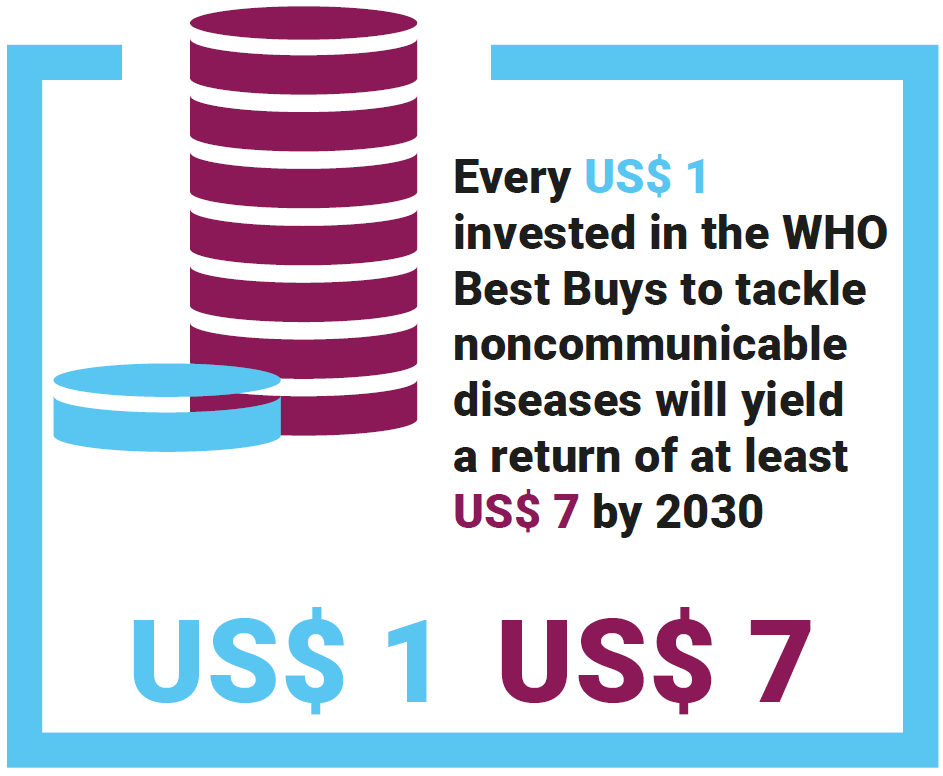 Every US$ 1
invested in the WHO
Best Buys to tackle
noncommunicable
diseases will yield
a return of at least
US$ 7 by 2030
US$ 1 US$ 7